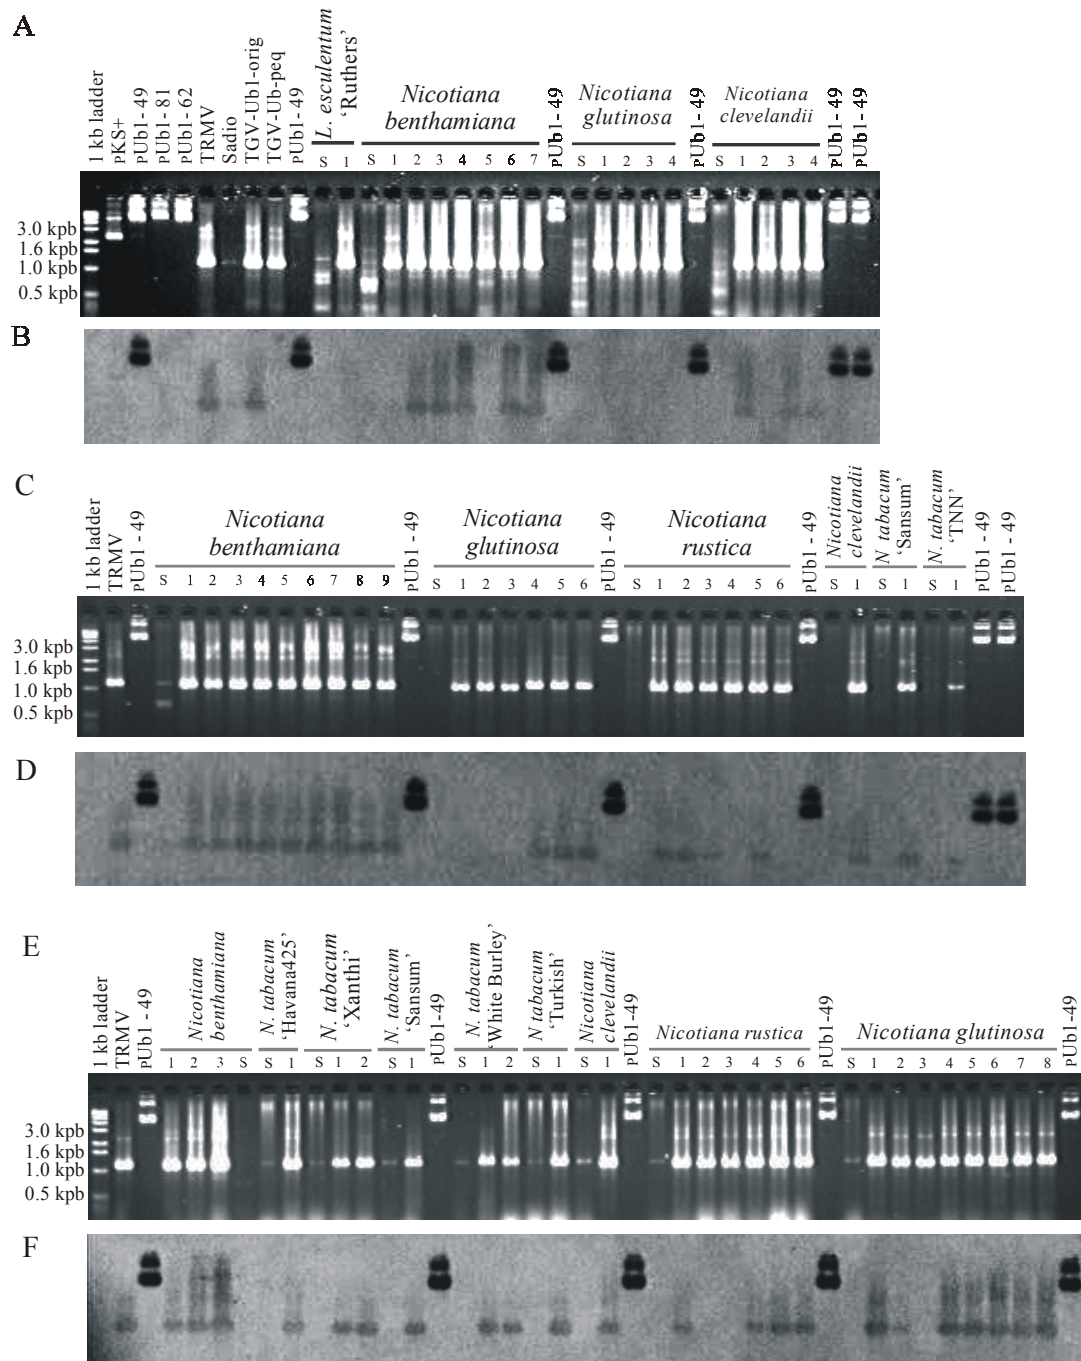 A
1 kb ladder
pKS+
pUb1- 49
pUb1- 81
pUb1- 62
TRMV
Sadio
TGV-Ub1-orig
TGV-Ub-peq
pUb1- 49
L. esculentum
‘Ruthers’
Nicotiana
benthamiana
pUb1- 49
Nicotiana
glutinosa
pUb1- 49
Nicotiana
clevelandii
pUb1- 49
pUb1- 49
S 1 S 1 2 3 4 5 6 7 S 1 2 3 4 S 1 2 3 4
3.0 kpb
1.6 kpb
1.0 kpb
0.5 kpb
B
C
1 kb ladder
TRMV
pUb1 - 49
Nicotiana
benthamiana
pUb1 - 49
Nicotiana
glutinosa
pUb1 - 49
Nicotiana
rustica
pUb1 - 49
Nicotiana
clevelandii
N tabacum
‘Sansum’
N. tabacum
‘TNN’
pUb1 - 49
pUb1 - 49
S 1 2 3 4 5 6 7 8 9 S 1 2 3 4 5 6 S 1 2 3 4 5 6 S 1 S 1 S 1
3.0 kpb
1.6 kpb
1.0 kpb
0.5 kpb
D
E
1 kb ladder
TRMV
pUb1 - 49
Nicotiana
benthamiana
N. tabacum
‘Havana425’
N. tabacum
‘Xanthi’
N. tabacum
‘Sansum’
pUb1-49
N. tabacum
‘White Burley’
N tabacum
‘Turkish’
Nicotiana
clevelandii
pUb1-49
Nicotiana rustica
pUb1-49
Nicotiana glutinosa
pUb1-49
1 2 3 S S 1 S 1 2 S 1 S 1 2 S 1 S 1 S 1 2 3 4 5 6 S 1 2 3 4 5 6 7 8
3.0 kpb
1.6 kpb
1.0 kpb
0.5 kpb
F